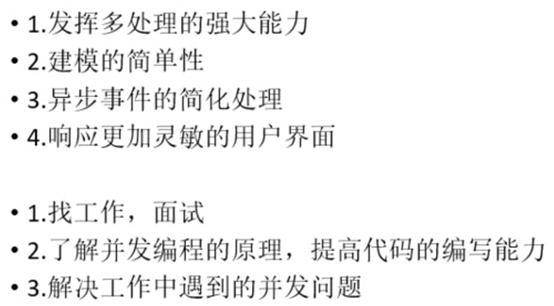 • 1.发挥多处理的强大能力
• 2.建模的简单性
• 3.异步事件的简化处理
• 4.响应更加灵敏的用户界面
• 1.找工作，面试
• 2.了解并发编程的原理，提高代码的编写能力
• 3.解决工作中遇到的并发问题